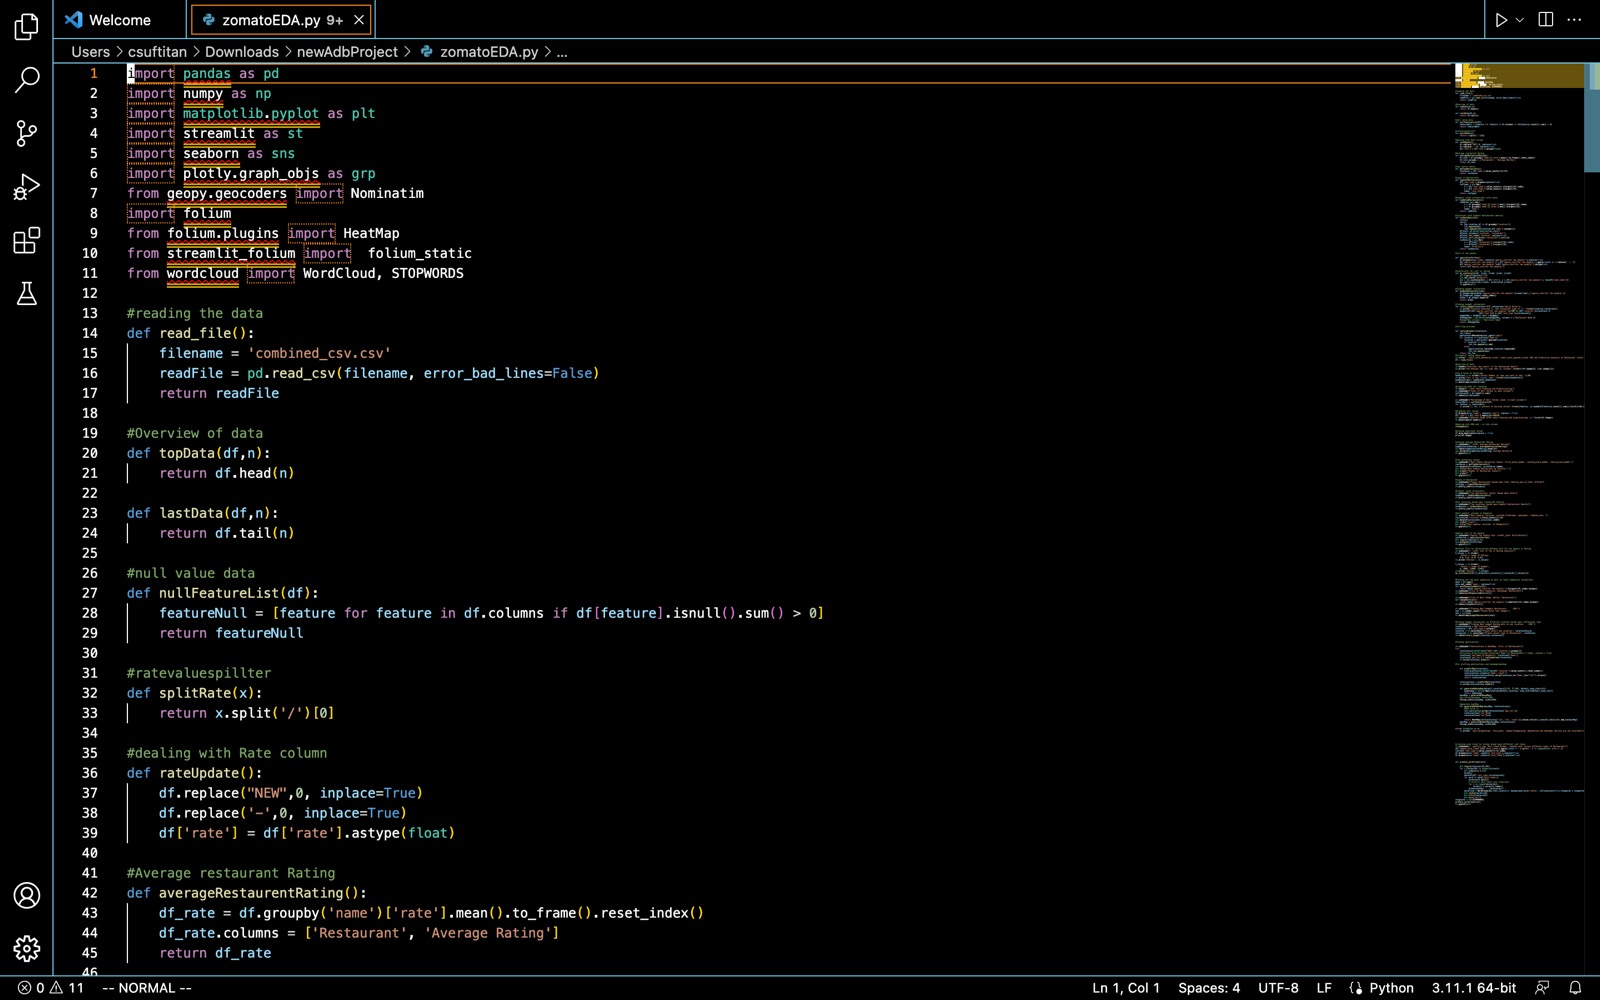 Welcome
zomatoEDA.py 9+
Users > csuftitan > Downloads > newAdbProject > zomatoEDA.py > ...
1 import pandas as pd
2 import numpy as np
3 import matplotlib.pyplot as plt
4 import streamlit as st
5 import seaborn as sns
6 import plotly.graph_objs as grp
7 from geopy.geocoders import Nominatim
8 import folium
9 from folium.plugins import HeatMap
10 from streamlit_folium import  folium_static
11 from wordcloud import WordCloud, STOPWORDS
12
13 #reading the data
14 def read_file():
15     filename = 'combined_csv.csv'
16     readFile = pd.read_csv(filename, error_bad_lines=False)
17     return readFile
18
19 #Overview of data
20 def topData(df,n):
21     return df.head(n)
22
23 def lastData(df,n):
24     return df.tail(n)
25
26 #null value data
27 def nullFeatureList(df):
28     featureNull = [feature for feature in df.columns if df[feature].isnull().sum() > 0]
29     return featureNull
30
31 #ratevaluespillter
32 def splitRate(x):
33     return x.split('/')[0]
34
35 #dealing with Rate column
36 def rateUpdate():
37     df.replace("NEW",0, inplace=True)
38     df.replace('-',0, inplace=True)
39     df['rate'] = df['rate'].astype(float)
40
41 #Average restaurant Rating
42 def averageRestaurentRating():
43     df_rate = df.groupby('name')['rate'].mean().to_frame().reset_index()
44     df_rate.columns = ['Restaurant', 'Average Rating']
45     return df_rate
46
0 11 -- NORMAL -- Ln 1, Col 1 Spaces: 4 UTF-8 LF Python 3.11.1 64-bit